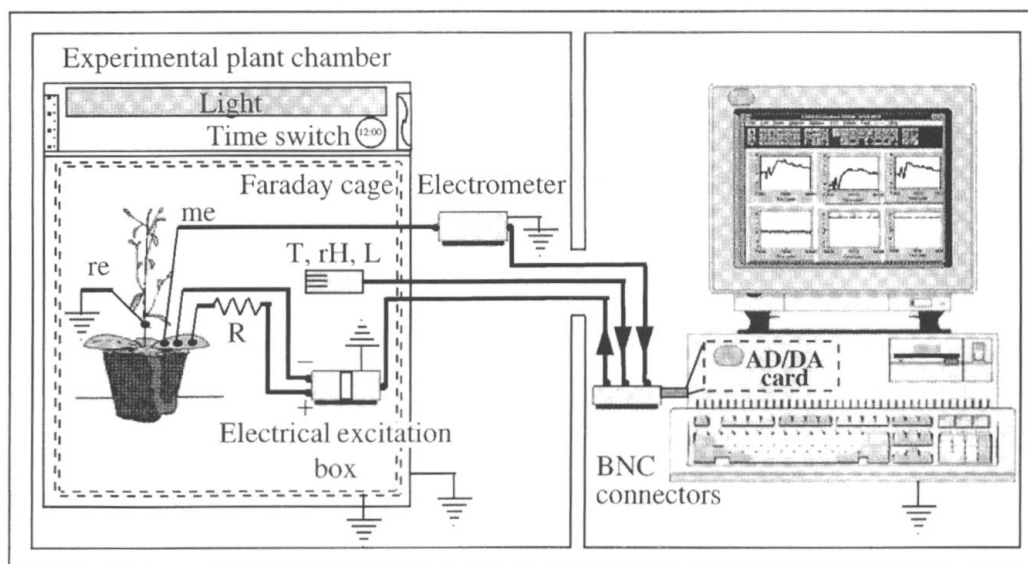 Experimental plant chamber
Light
Time switch
12:00
Faraday cage
Electrometer
me
re
T, rH, L
R
−
+
Electrical excitation
box
AD/DA
card
BNC
connectors